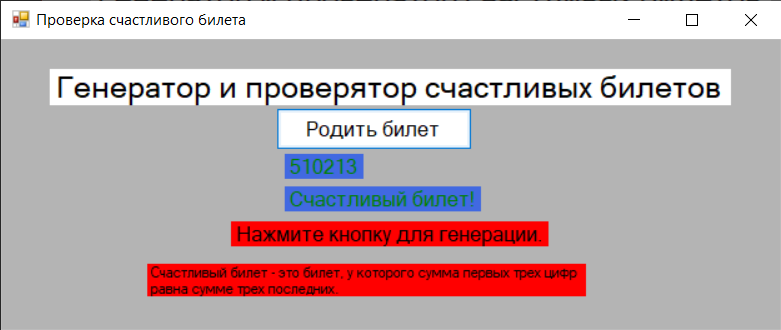 Проверка счастливого билета
Генератор и проверятор счастливых билетов
Родить билет
510213
Счастливый билет!
Нажмите кнопку для генерации.
Счастливый билет - это билет, у которого сумма первых трех цифр
равна сумме трех последних.